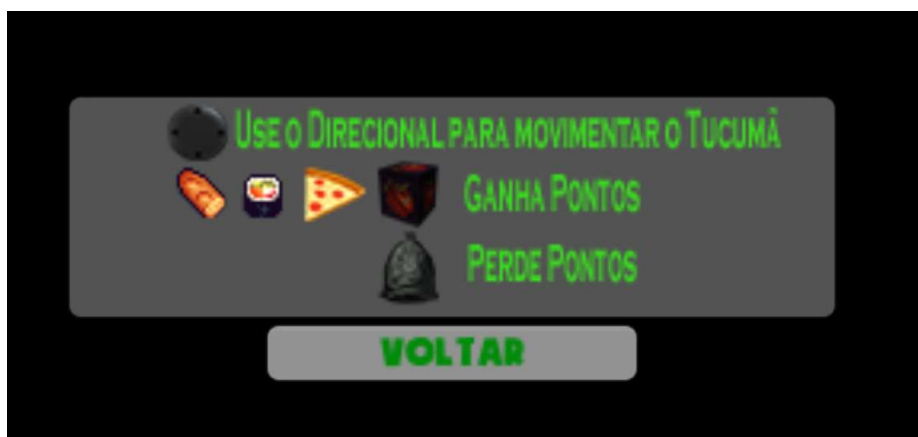 Use o Direcional para movimentar o Tucumã
Ganha Pontos
Perde Pontos
VOLTAR